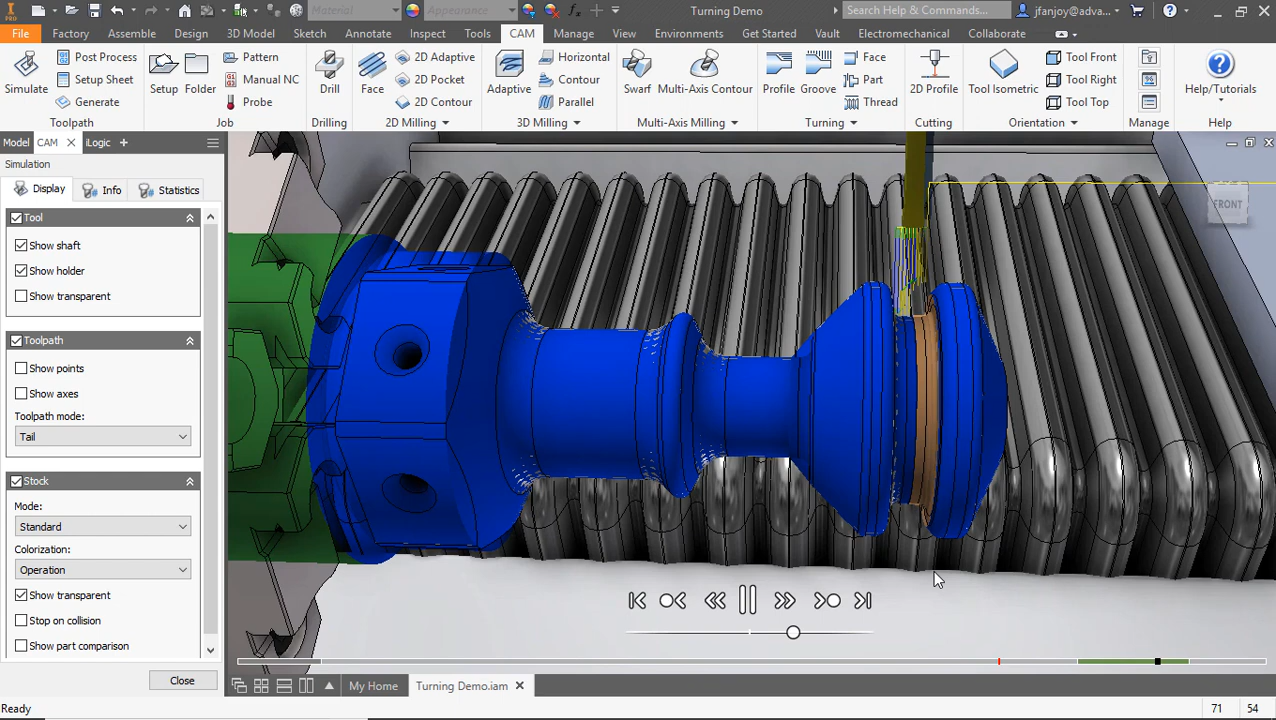 I
PRO
Material
Appearance
fx
Turning Demo
Search Help & Commands...
jfanjoy@adva...
File
Factory
Assemble
Design
3D Model
Sketch
Annotate
Inspect
Tools
CAM
Manage
View
Environments
Get Started
Vault
Electromechanical
Collaborate
Simulate
Post Process
Setup Sheet
Generate
Toolpath
Setup
Folder
Pattern
G1 G2
Manual NC
Probe
Job
Drill
Drilling
Face
2D Adaptive
2D Pocket
2D Contour
2D Milling
Adaptive
Horizontal
Contour
Parallel
3D Milling
Swarf
Multi-Axis Contour
Multi-Axis Milling
Profile
Groove
Face
Part
Thread
Turning
2D Profile
Cutting
Tool Isometric
Tool Front
Tool Right
Tool Top
Orientation
Manage
Help/Tutorials
Help
Model
CAM
iLogic
Simulation
Display
Info
Statistics
Tool
Show shaft
Show holder
Show transparent
Toolpath
Show points
Show axes
Toolpath mode:
Tail
Stock
Mode:
Standard
Colorization:
Operation
Show transparent
Stop on collision
Show part comparison
Close
FRONT
My Home
Turning Demo.iam
Ready
71
54